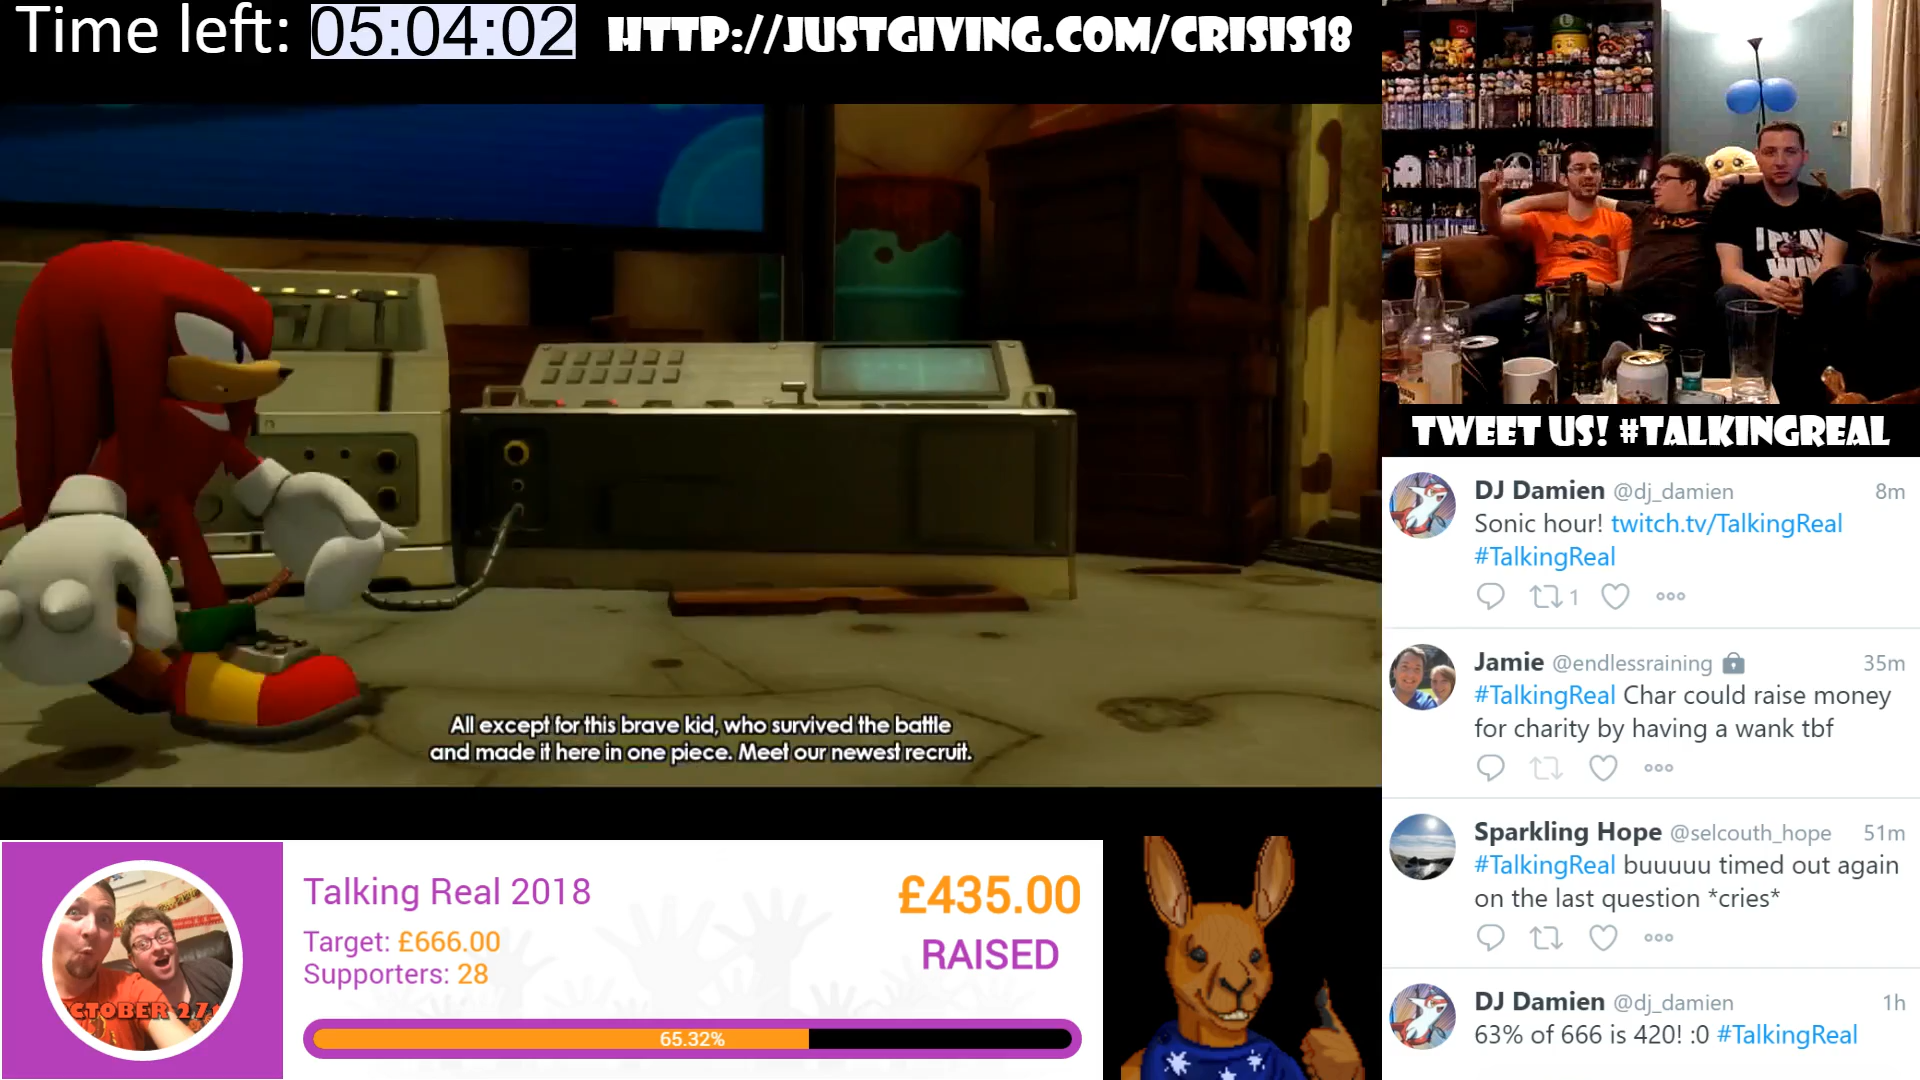 Time left: 05:04:02
HTTP://JUSTGIVING.COM/CRISIS18
All except for this brave kid, who survived the battle
and made it here in one piece. Meet our newest recruit.
TWEET US! #TALKINGREAL
DJ Damien @dj_damien 8m
Sonic hour! twitch.tv/TalkingReal
#TalkingReal
1
Jamie @endlessraining 35m
#TalkingReal Char could raise money
for charity by having a wank tbf
Sparkling Hope @selcouth_hope 51m
#TalkingReal buuuuu timed out again
on the last question *cries*
DJ Damien @dj_damien 1h
63% of 666 is 420! :0 #TalkingReal
Talking Real 2018
Target: £666.00
Supporters: 28
£435.00
RAISED
65.32%
CTOBER 27